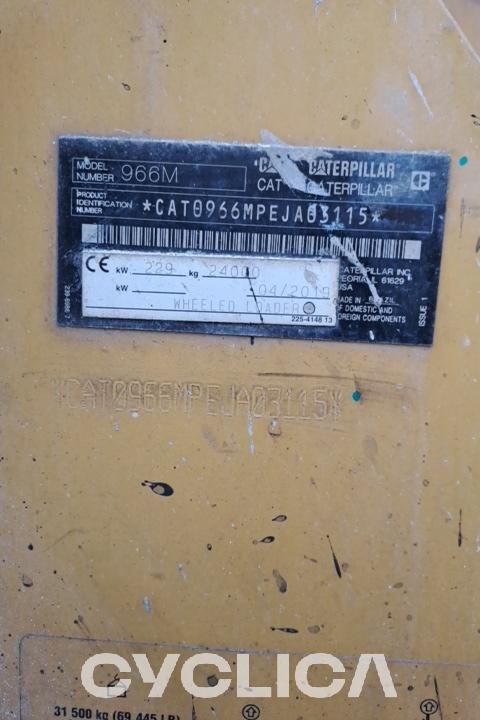 MODEL NUMBER 966M
CAT CATERPILLAR
CAT CATERPILLAR
PRODUCT IDENTIFICATION NUMBER *CAT0966MPEJA03115*
CE kW 229 kg 24000
kW 04/2019
WHEELED LOADER
225-4148 13
CATERPILLAR INC.
PEORIA, IL 61629
USA
MADE IN BRAZIL
OF DOMESTIC AND
FOREIGN COMPONENTS
ISSUE 1
*CAT0966MPEJA03115*
CYCLICA
31 500 kg (69 445 LB)